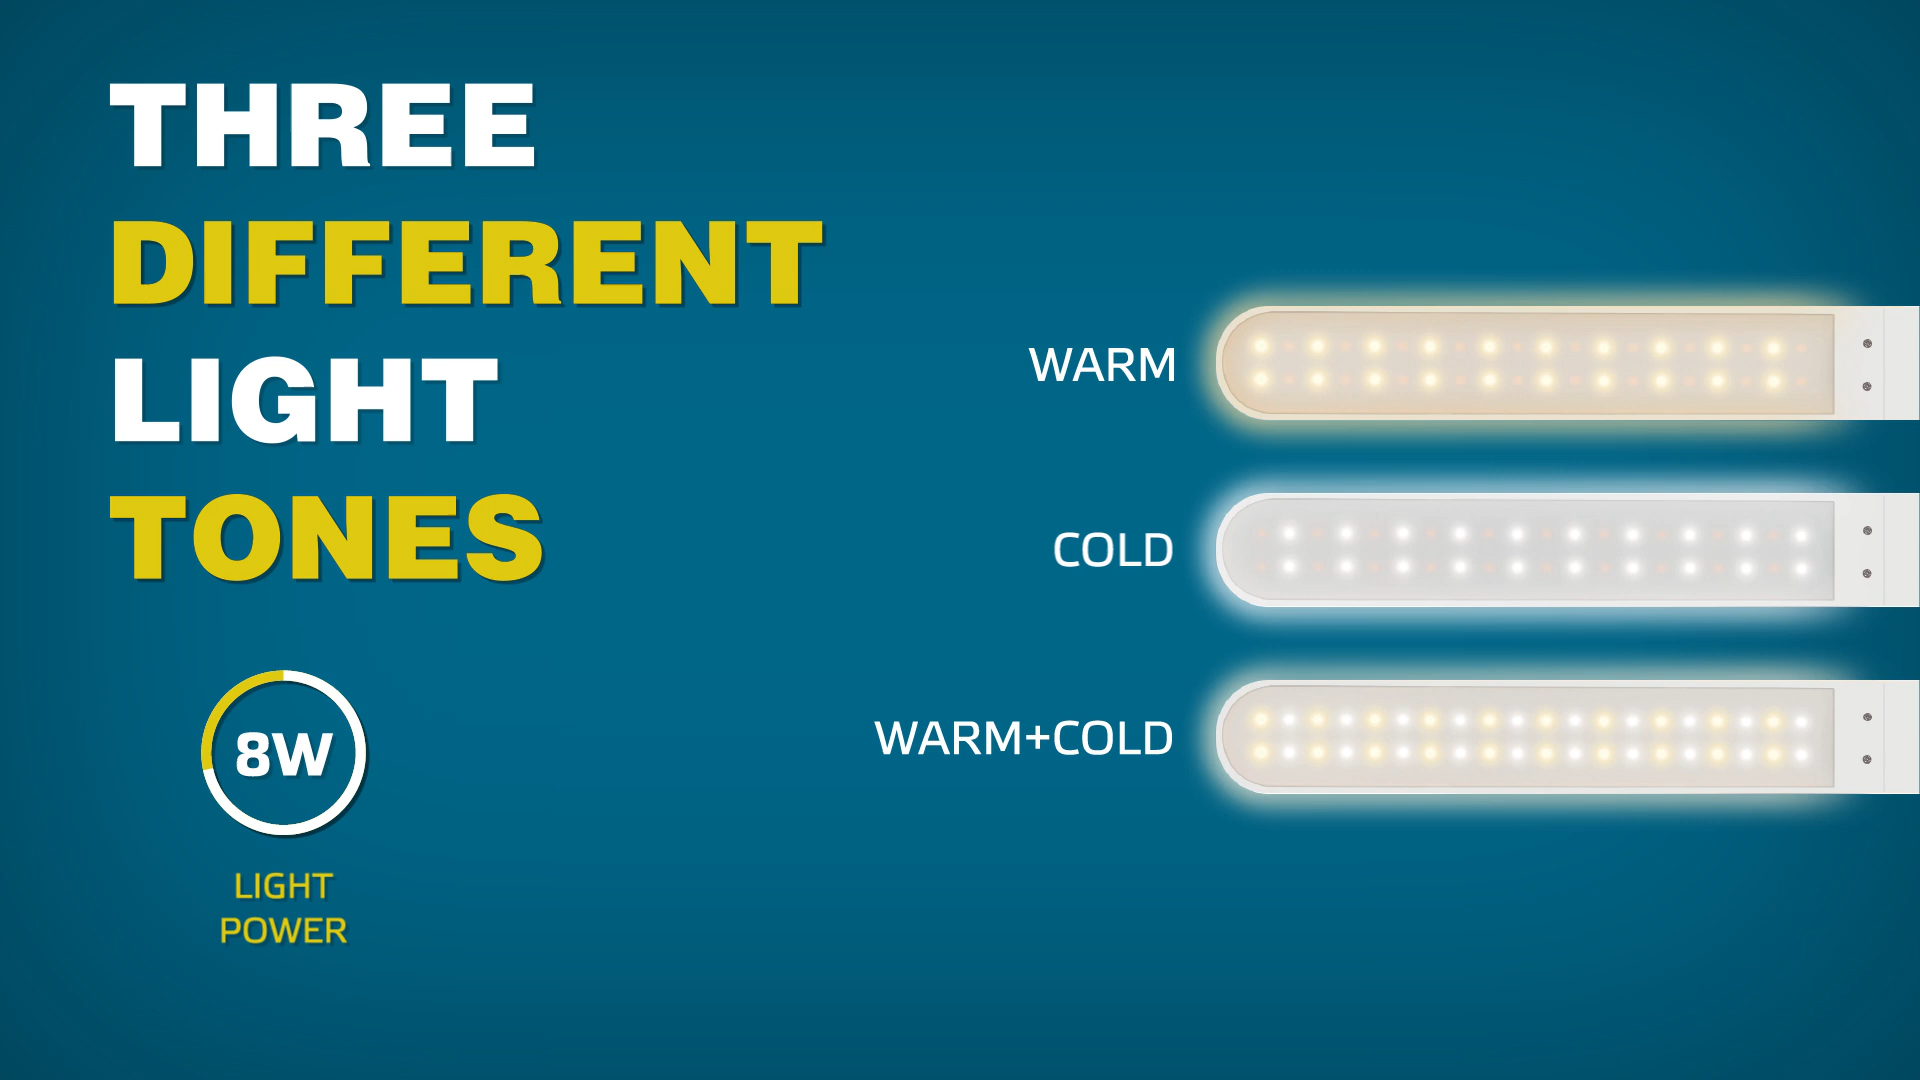 THREE
DIFFERENT
LIGHT
TONES
WARM
COLD
WARM+COLD
8W
LIGHT
POWER